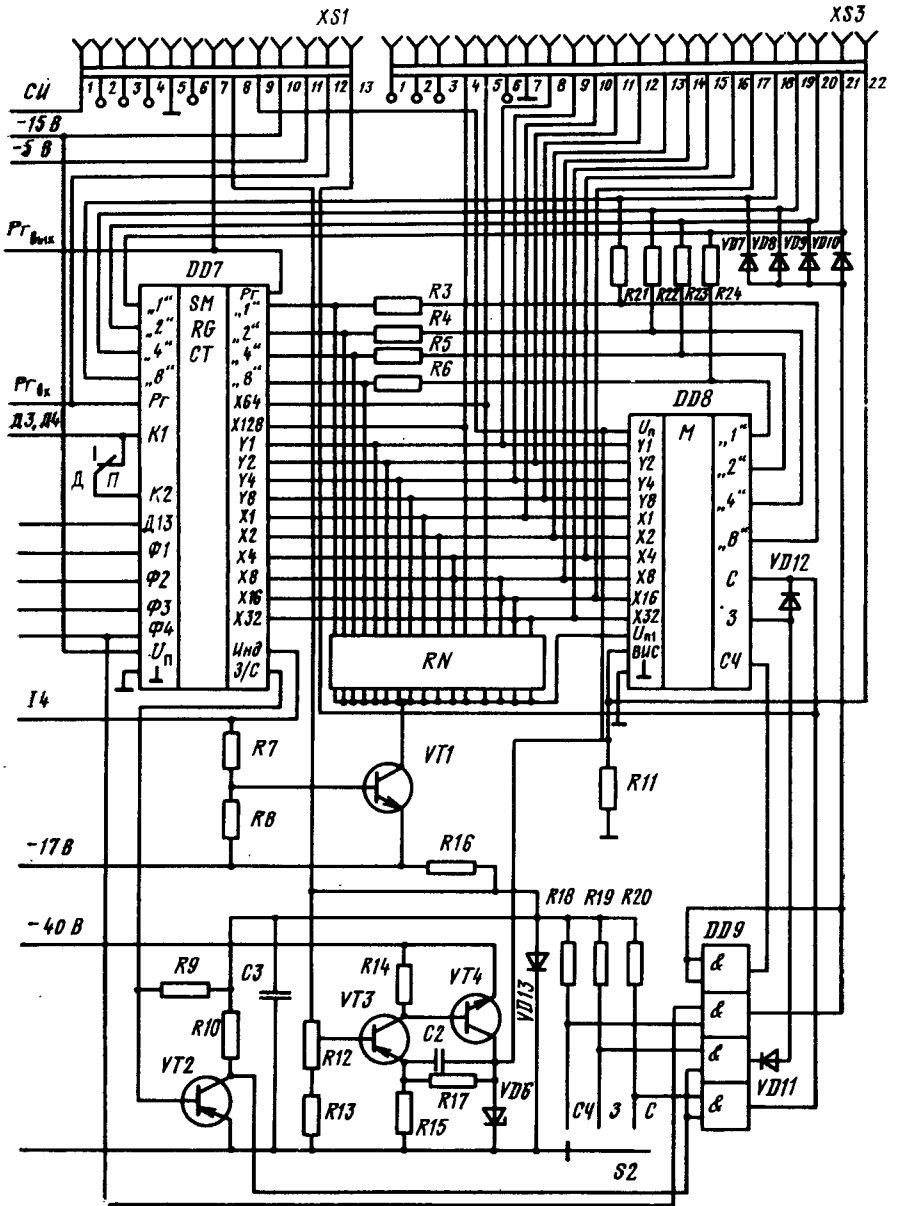 XS1
XS3
1 2 3 4 5 6 7 8 9 10 11 12 13
1 2 3 4 5 6 7 8 9 10 11 12 13 14 15 16 17 18 19 20 21 22
СИ
-15 В
-5 В
Рг вых
VD7 VD8 VD9 VD10
R21 R22 R23 R24
DD7
SM
RG
CT
„1“
„2“
„4“
„8“
Рг
К1
К2
Д13
Ф1
Ф2
Ф3
Ф4
Uп
Рг
„1“
„2“
„4“
„8“
X64
X128
Y1
Y2
Y4
Y8
X1
X2
X4
X8
X16
X32
Инд
З/С
Рг вх
Д3, Д4
Д П
R3
R4
R5
R6
DD8
М
Uп
Y1
Y2
Y4
Y8
X1
X2
X4
X8
X16
X32
Uп1
ВИС
„1“
„2“
„4“
„8“
С
З
СЧ
VD12
RN
I4
R7
R8
VT1
R11
-17 В
R16
-40 В
R18 R19 R20
DD9
&
&
&
&
R9
C3
R10
VT2
R14
VT3
VT4
C2
R12
R13
R17
R15
VD6
VD13
VD11
СЧ З С
S2